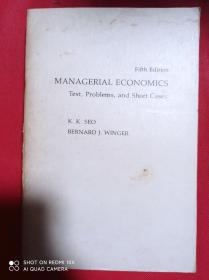 Fifth Edition
MANAGERIAL ECONOMICS
Text, Problems, and Short Cases
K. K. SEO
BERNARD J. WINGER
SHOT ON REDMI 10X
AI QUAD CAMERA